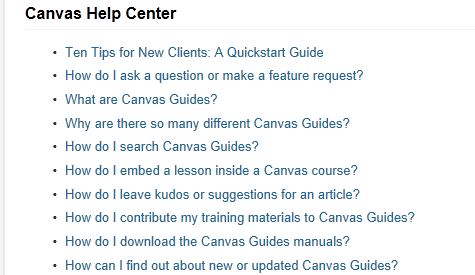 Canvas Help Center
Ten Tips for New Clients: A Quickstart Guide
How do I ask a question or make a feature request?
What are Canvas Guides?
Why are there so many different Canvas Guides?
How do I search Canvas Guides?
How do I embed a lesson inside a Canvas course?
How do I leave kudos or suggestions for an article?
How do I contribute my training materials to Canvas Guides?
How do I download the Canvas Guides manuals?
How can I find out about new or updated Canvas Guides?